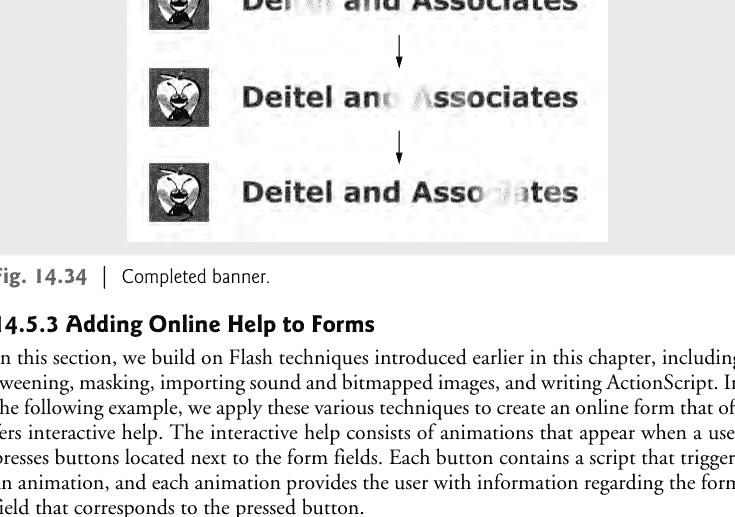 Deitel and Associates
Deitel and Associates
Deitel and Associates
Fig. 14.34 | Completed banner.
14.5.3 Adding Online Help to Forms
In this section, we build on Flash techniques introduced earlier in this chapter, including
tweening, masking, importing sound and bitmapped images, and writing ActionScript. In
the following example, we apply these various techniques to create an online form that of-
fers interactive help. The interactive help consists of animations that appear when a user
presses buttons located next to the form fields. Each button contains a script that triggers
an animation, and each animation provides the user with information regarding the form
field that corresponds to the pressed button.